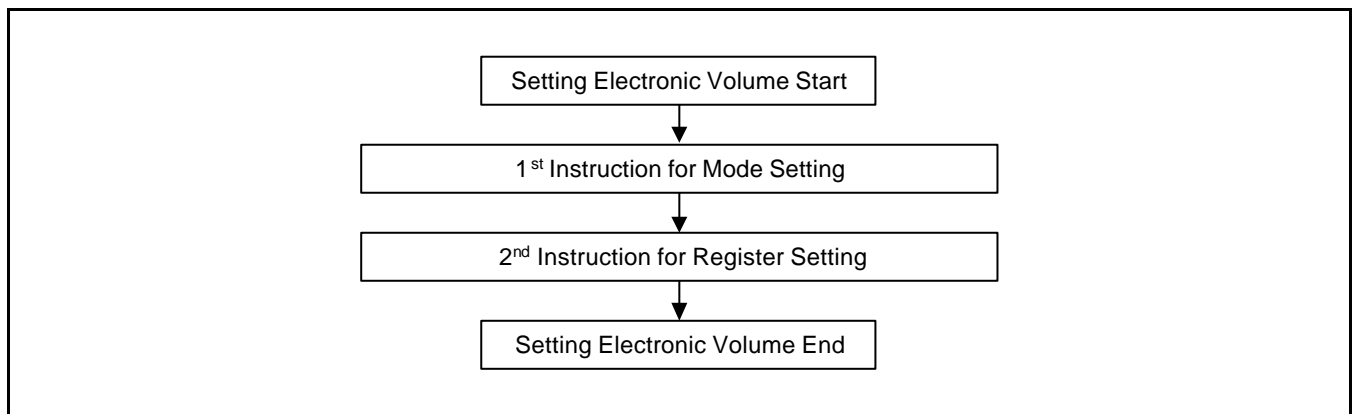 Setting Electronic Volume Start
1st Instruction for Mode Setting
2nd Instruction for Register Setting
Setting Electronic Volume End